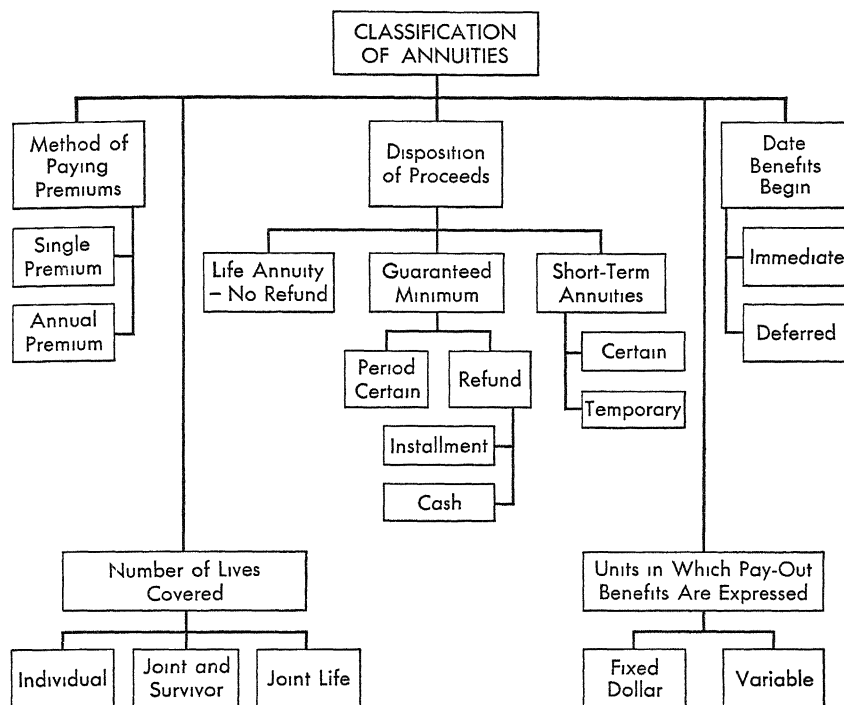 CLASSIFICATION
OF ANNUITIES
Method of
Paying
Premiums
Single
Premium
Annual
Premium
Disposition
of Proceeds
Life Annuity
– No Refund
Guaranteed
Minimum
Period
Certain
Refund
Installment
Cash
Short-Term
Annuities
Certain
Temporary
Date
Benefits
Begin
Immediate
Deferred
Number of Lives
Covered
Individual
Joint and
Survivor
Joint Life
Units in Which Pay-Out
Benefits Are Expressed
Fixed
Dollar
Variable